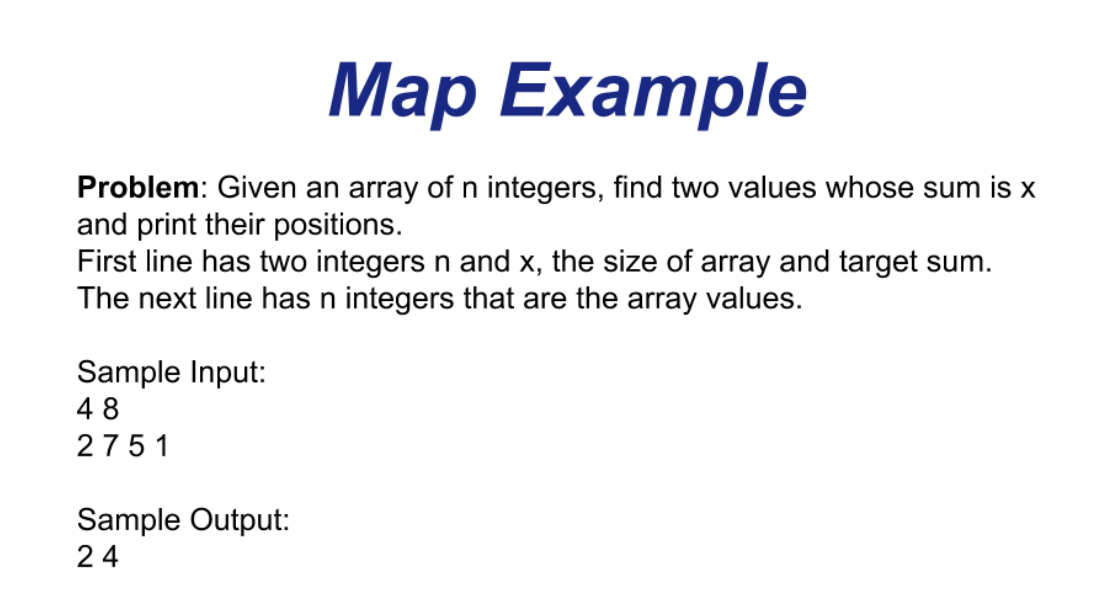 Map Example
Problem: Given an array of n integers, find two values whose sum is x
and print their positions.
First line has two integers n and x, the size of array and target sum.
The next line has n integers that are the array values.
Sample Input:
4 8
2 7 5 1
Sample Output:
2 4